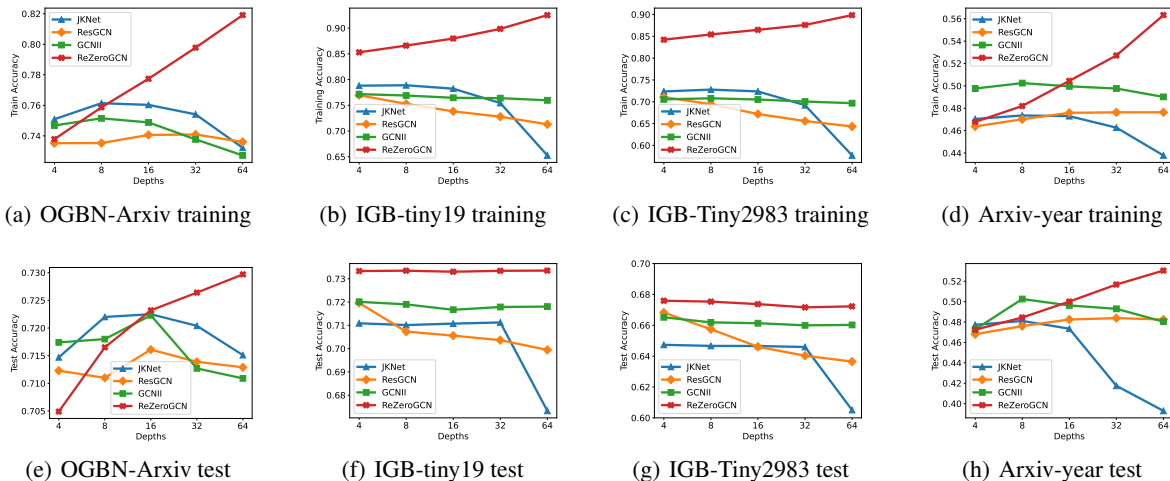 0.82
0.80
0.78
0.76
0.74
Train Accuracy
JKNet
ResGCN
GCNII
ReZeroGCN
4 8 16 32 64
Depths
(a) OGBN-Arxiv training
0.90
0.85
0.80
0.75
0.70
0.65
Training Accuracy
JKNet
ResGCN
GCNII
ReZeroGCN
4 8 16 32 64
Depths
(b) IGB-tiny19 training
0.90
0.85
0.80
0.75
0.70
0.65
0.60
Training Accuracy
JKNet
ResGCN
GCNII
ReZeroGCN
4 8 16 32 64
Depths
(c) IGB-Tiny2983 training
0.56
0.54
0.52
0.50
0.48
0.46
0.44
Train Accuracy
JKNet
ResGCN
GCNII
ReZeroGCN
4 8 16 32 64
Depths
(d) Arxiv-year training
0.730
0.725
0.720
0.715
0.710
0.705
Test Accuracy
JKNet
ResGCN
GCNII
ReZeroGCN
4 8 16 32 64
Depths
(e) OGBN-Arxiv test
0.73
0.72
0.71
0.70
0.69
0.68
Test Accuracy
JKNet
ResGCN
GCNII
ReZeroGCN
4 8 16 32 64
Depths
(f) IGB-tiny19 test
0.70
0.68
0.66
0.64
0.62
0.60
Test Accuracy
JKNet
ResGCN
GCNII
ReZeroGCN
4 8 16 32 64
Depths
(g) IGB-Tiny2983 test
0.52
0.50
0.48
0.46
0.44
0.42
0.40
Test Accuracy
JKNet
ResGCN
GCNII
ReZeroGCN
4 8 16 32 64
Depths
(h) Arxiv-year test